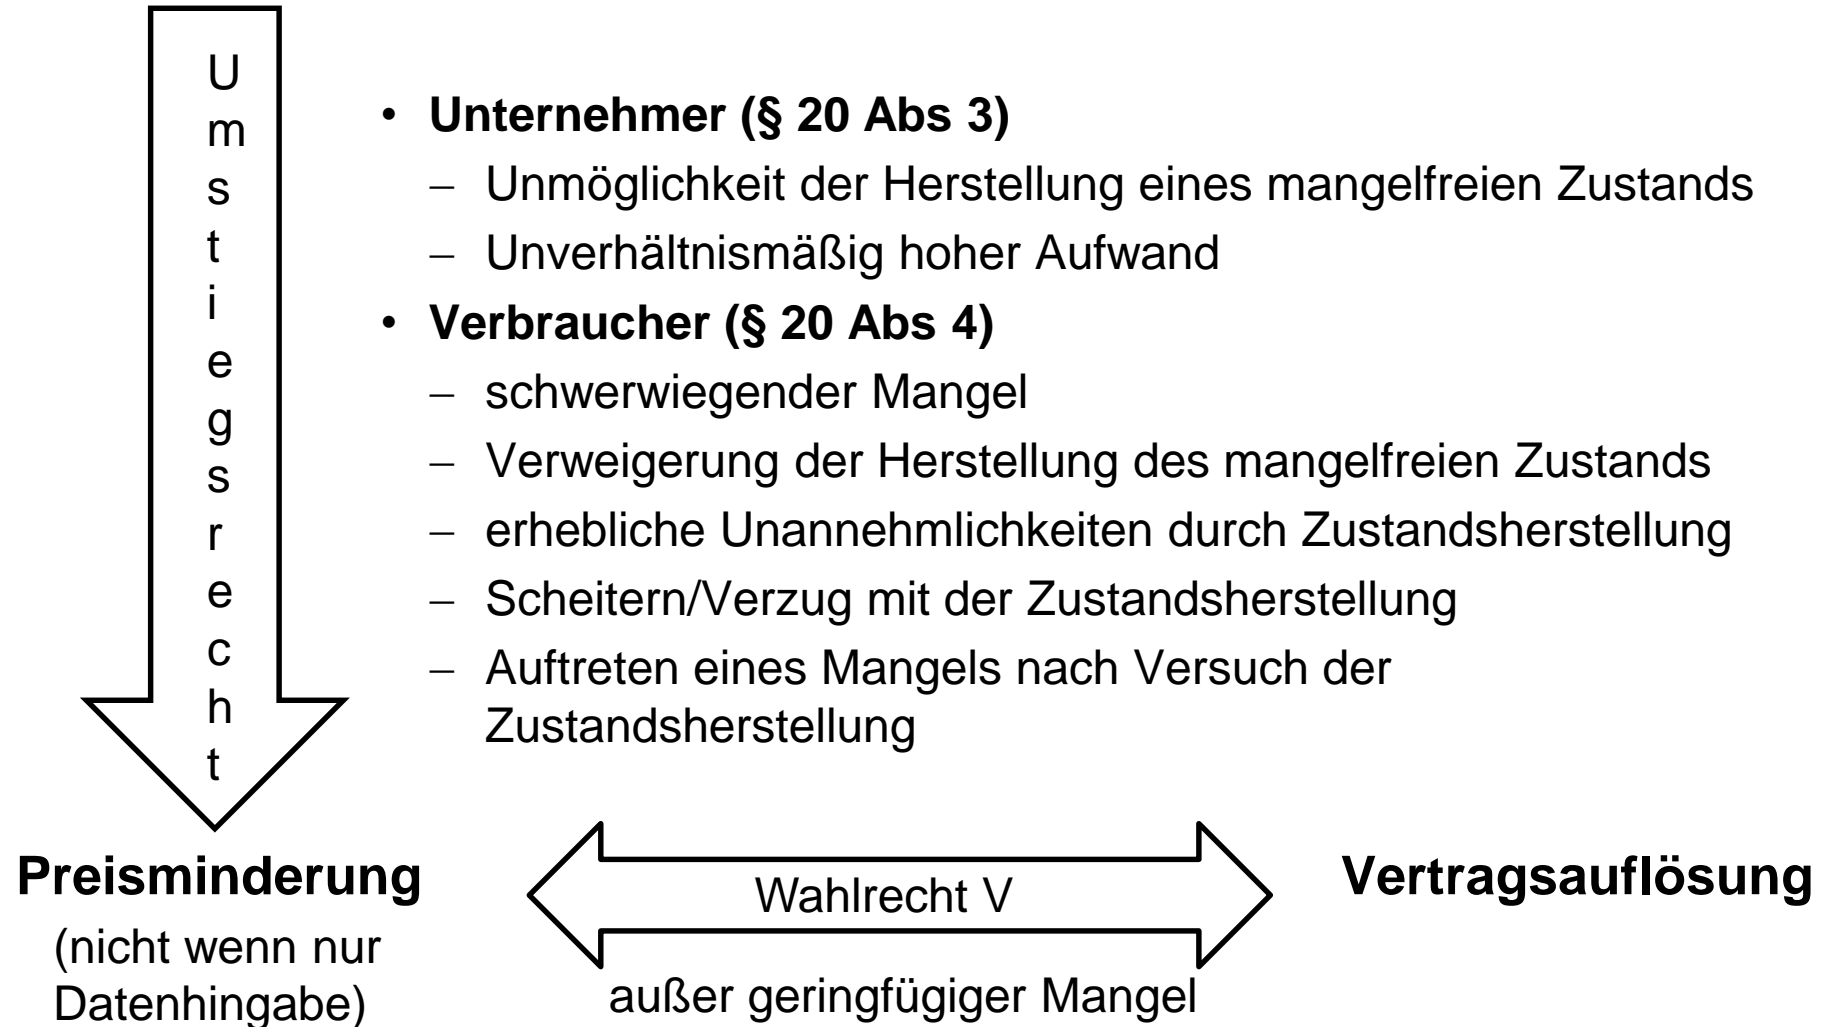 Umstiegsrecht
• Unternehmer (§ 20 Abs 3)
– Unmöglichkeit der Herstellung eines mangelfreien Zustands
– Unverhältnismäßig hoher Aufwand
• Verbraucher (§ 20 Abs 4)
– schwerwiegender Mangel
– Verweigerung der Herstellung des mangelfreien Zustands
– erhebliche Unannehmlichkeiten durch Zustandsherstellung
– Scheitern/Verzug mit der Zustandsherstellung
– Auftreten eines Mangels nach Versuch der
Zustandsherstellung
Preisminderung
(nicht wenn nur
Datenhingabe)
Wahlrecht V
außer geringfügiger Mangel
Vertragsauflösung